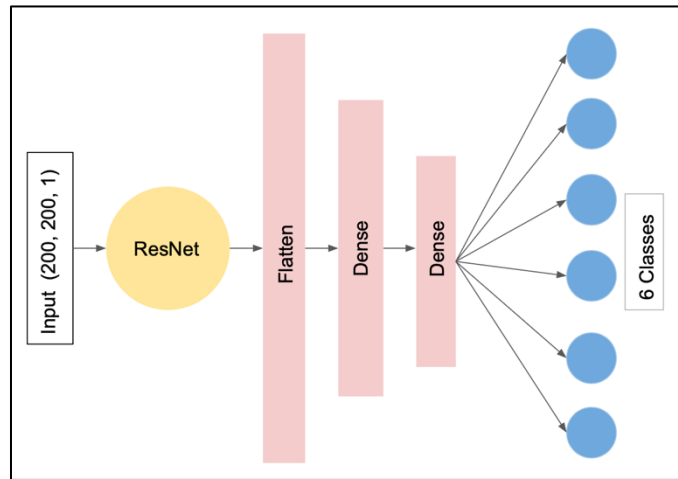 Input (200, 200, 1)
ResNet
Flatten
Dense
Dense
6 Classes